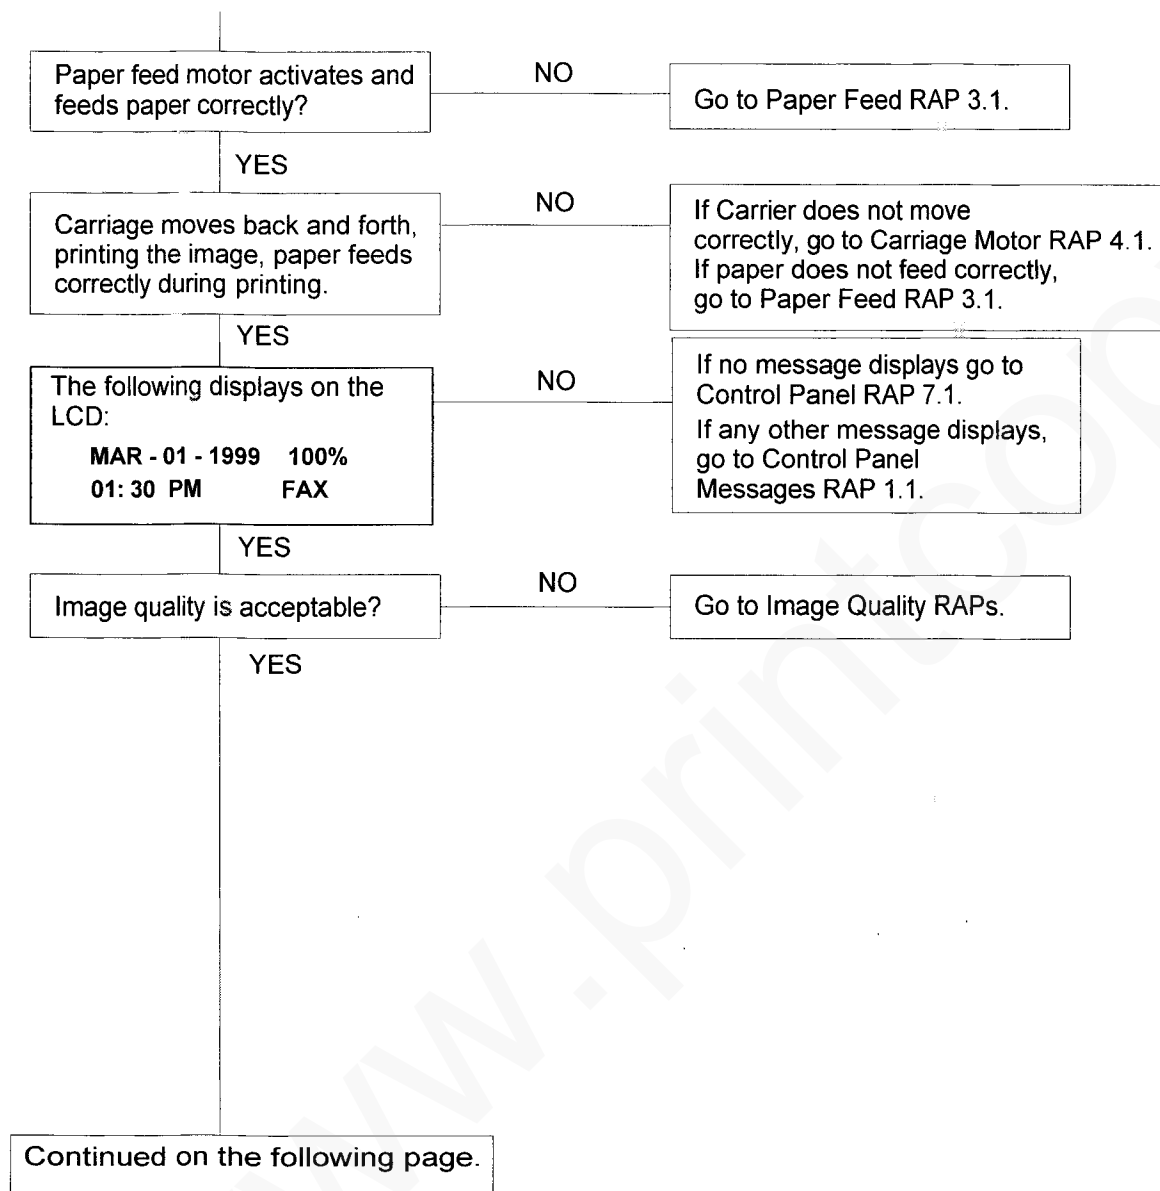 Paper feed motor activates and
feeds paper correctly?
NO
Go to Paper Feed RAP 3.1.
YES
Carriage moves back and forth,
printing the image, paper feeds
correctly during printing.
NO
If Carrier does not move
correctly, go to Carriage Motor RAP 4.1.
If paper does not feed correctly,
go to Paper Feed RAP 3.1.
YES
The following displays on the
LCD:
MAR - 01 - 1999 100%
01: 30 PM FAX
NO
If no message displays go to
Control Panel RAP 7.1.
If any other message displays,
go to Control Panel
Messages RAP 1.1.
YES
Image quality is acceptable?
NO
Go to Image Quality RAPs.
YES
Continued on the following page.